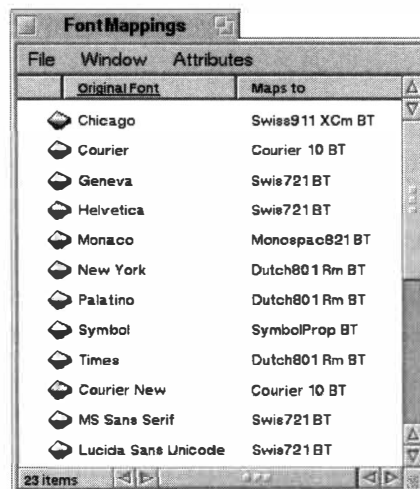 FontMappings
File Window Attributes
Original Font Maps to
Chicago Swiss911 XCm BT
Courier Courier 10 BT
Geneva Swis721 BT
Helvetica Swis721 BT
Monaco Monospac821 BT
New York Dutch801 Rm BT
Palatino Dutch801 Rm BT
Symbol SymbolProp BT
Times Dutch801 Rm BT
Courier New Courier 10 BT
MS Sans Serif Swis721 BT
Lucida Sans Unicode Swis721 BT
23 items